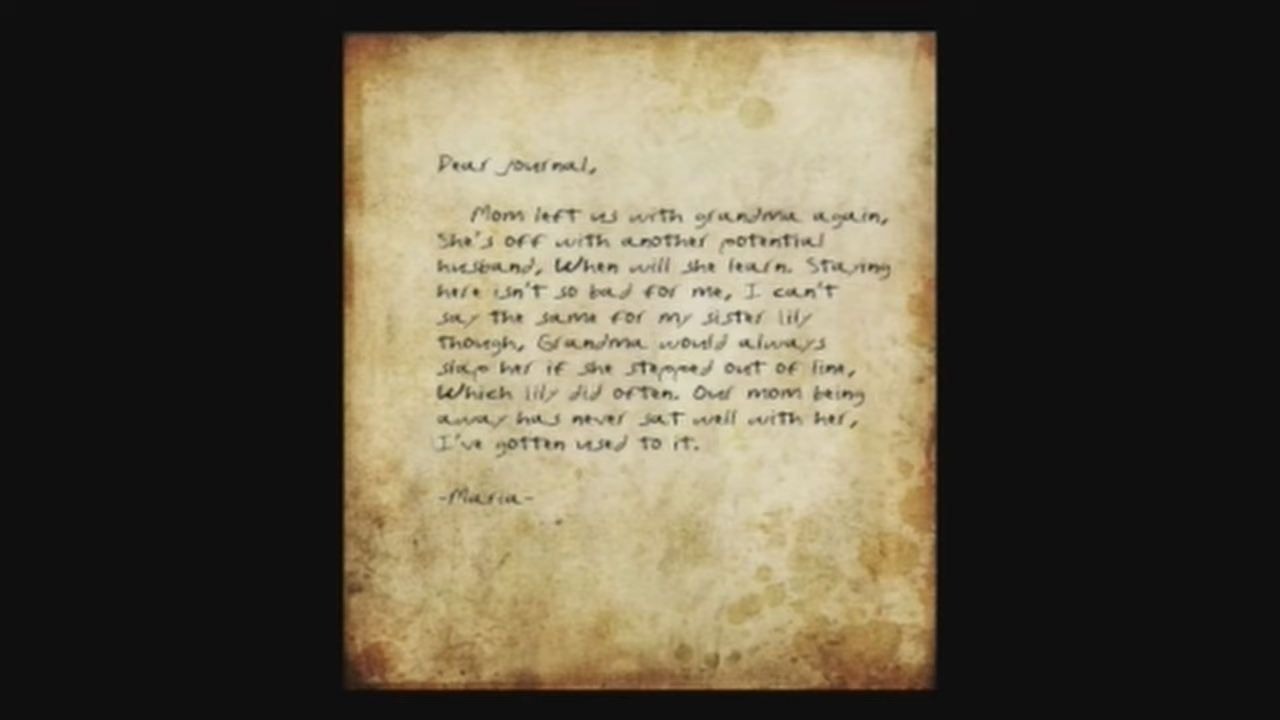 Dear journal,
Mom left us with grandma again,
She's off with another potential
husband, When will she learn. Staying
here isn't so bad for me, I can't
say the same for my sister lily
though, Grandma would always
slap her if she stepped out of line,
Which lily did often. Our mom being
away has never sat well with her,
I've gotten used to it.
-Maria-